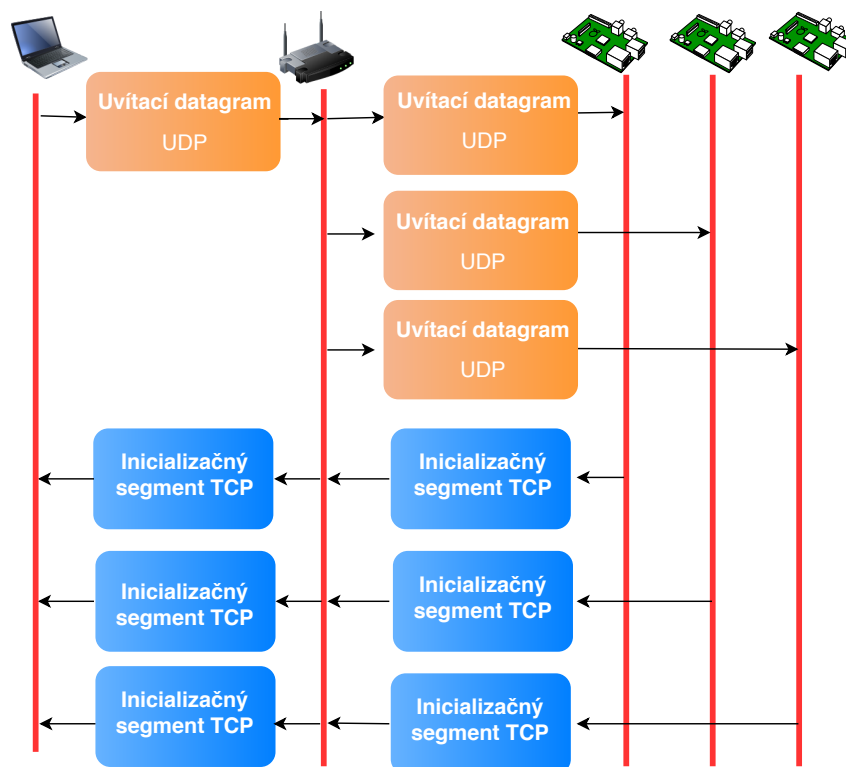 Uvítací datagram
UDP
Uvítací datagram
UDP
Uvítací datagram
UDP
Uvítací datagram
UDP
Inicializačný
segment TCP
Inicializačný
segment TCP
Inicializačný
segment TCP
Inicializačný
segment TCP
Inicializačný
segment TCP
Inicializačný
segment TCP